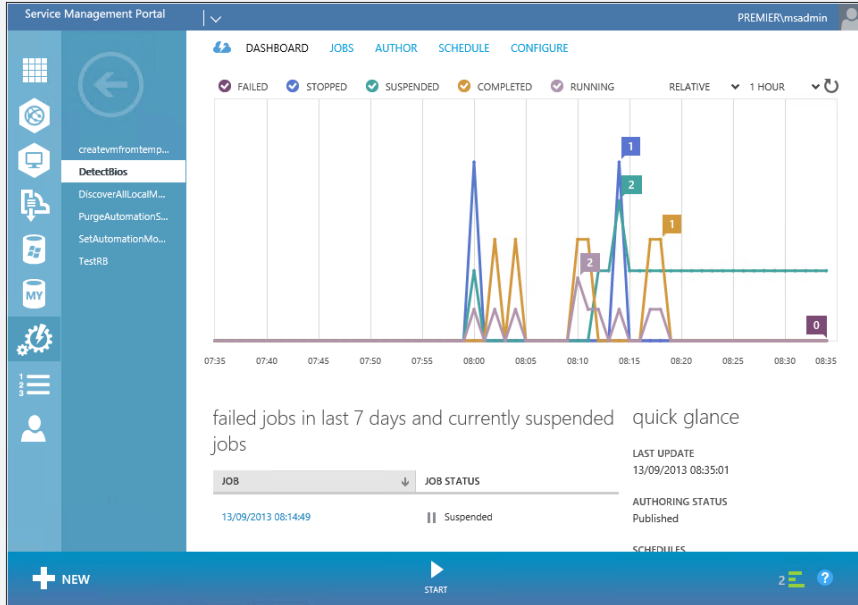 Service Management Portal
PREMIER\msadmin
DASHBOARD JOBS AUTHOR SCHEDULE CONFIGURE
FAILED STOPPED SUSPENDED COMPLETED RUNNING RELATIVE 1 HOUR
createvmfromtemp...
DetectBios
DiscoverAllLocalM...
PurgeAutomationS...
SetAutomationMo...
TestRB
MY
1
2
3
1
2
1
2
0
07:35 07:40 07:45 07:50 07:55 08:00 08:05 08:10 08:15 08:20 08:25 08:30 08:35
failed jobs in last 7 days and currently suspended
jobs
JOB JOB STATUS
13/09/2013 08:14:49 Suspended
quick glance
LAST UPDATE
13/09/2013 08:35:01
AUTHORING STATUS
Published
SCHEDULES
NEW
START
2
?